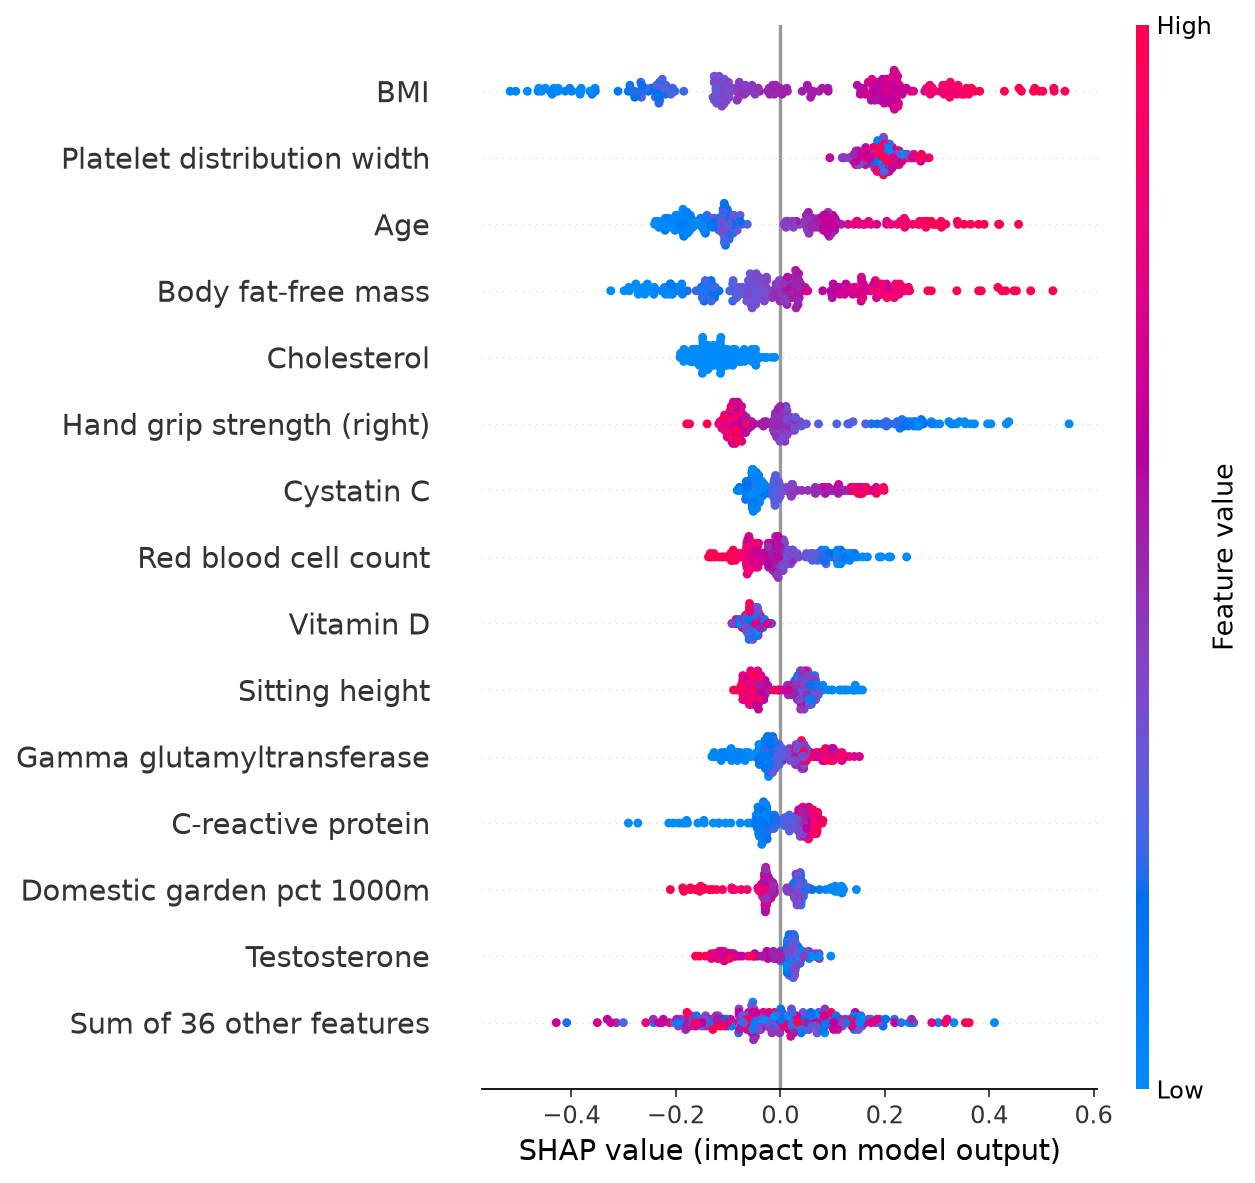 High
BMI
Platelet distribution width
Age
Body fat-free mass
Cholesterol
Hand grip strength (right)
Cystatin C
Red blood cell count
Vitamin D
Sitting height
Gamma glutamyltransferase
C-reactive protein
Domestic garden pct 1000m
Testosterone
Sum of 36 other features
Feature value
Low
−0.4 −0.2 0.0 0.2 0.4 0.6
SHAP value (impact on model output)